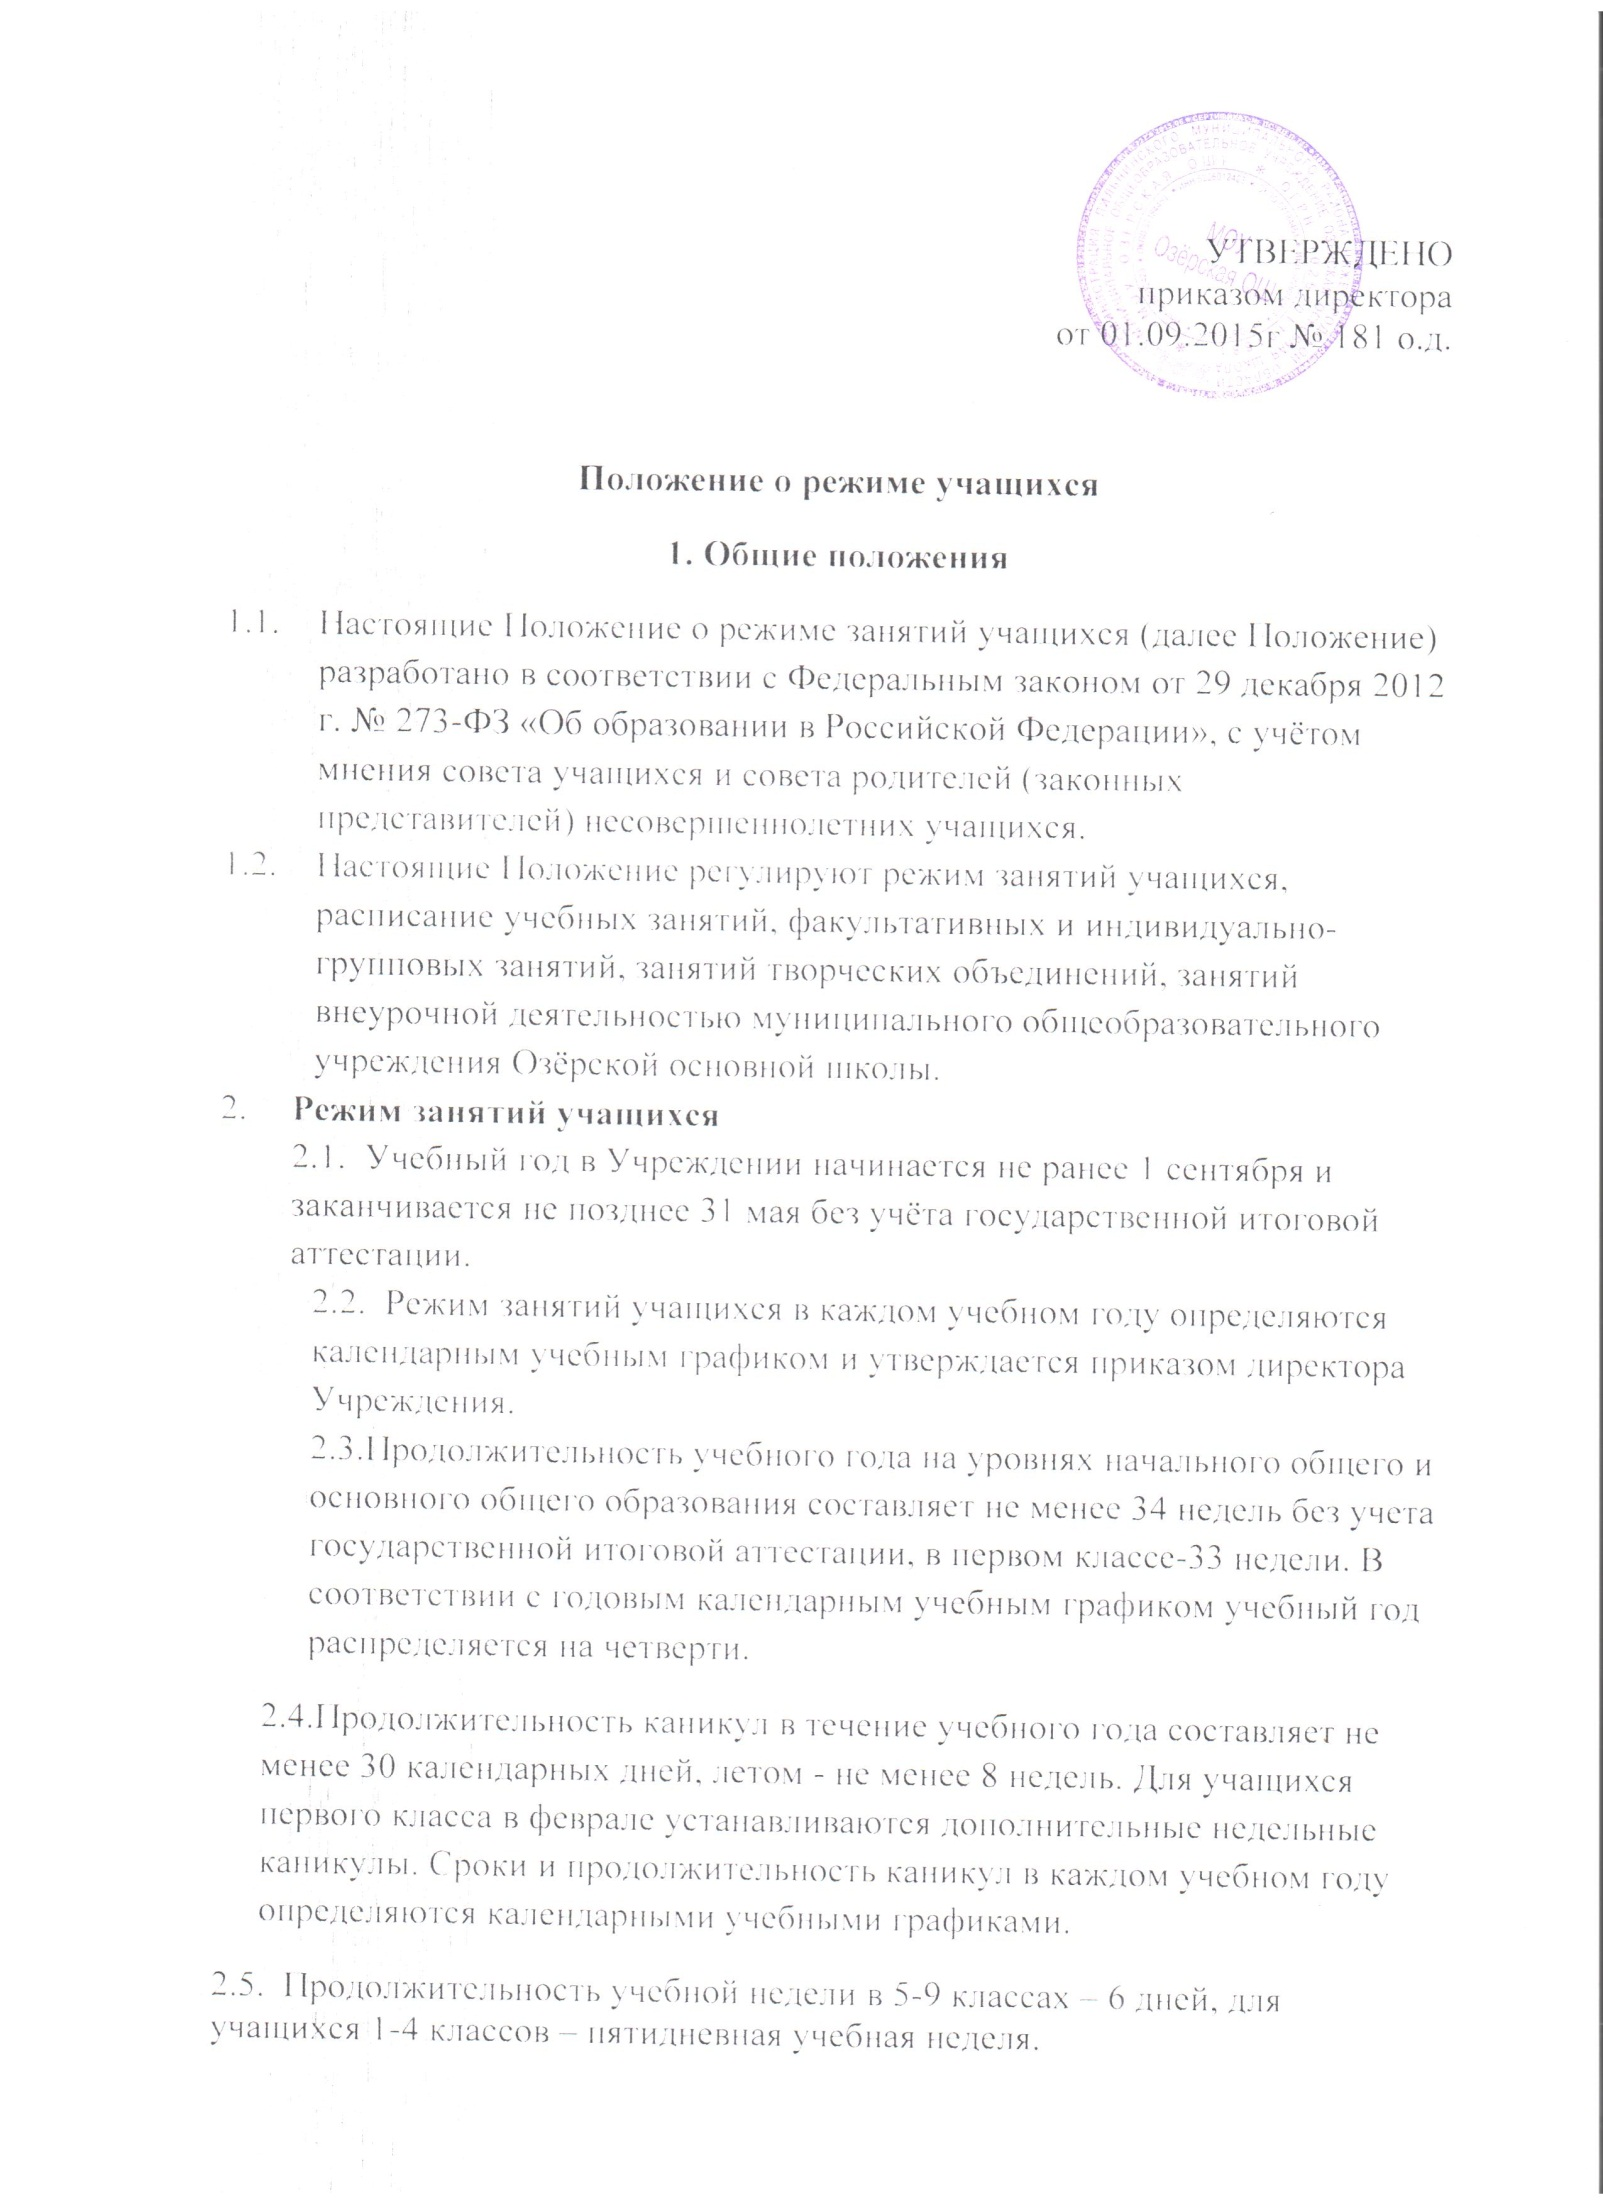 МУНИЦИПАЛЬНОГО
ОБЩЕОБРАЗОВАТЕЛЬНОЕ УЧРЕЖДЕНИЕ
МОУ
Озёрская ОШ
УТВЕРЖДЕНО
приказом директора
от 01.09.2015г № 181 о.д.
Положение о режиме учащихся
1. Общие положения
1.1. Настоящие Положение о режиме занятий учащихся (далее Положение)
разработано в соответствии с Федеральным законом от 29 декабря 2012
г. № 273-ФЗ «Об образовании в Российской Федерации», с учётом
мнения совета учащихся и совета родителей (законных
представителей) несовершеннолетних учащихся.
1.2. Настоящие Положение регулируют режим занятий учащихся,
расписание учебных занятий, факультативных и индивидуально-
групповых занятий, занятий творческих объединений, занятий
внеурочной деятельностью муниципального общеобразовательного
учреждения Озёрской основной школы.
2. Режим занятий учащихся
2.1. Учебный год в Учреждении начинается не ранее 1 сентября и
заканчивается не позднее 31 мая без учёта государственной итоговой
аттестации.
2.2. Режим занятий учащихся в каждом учебном году определяются
календарным учебным графиком и утверждается приказом директора
Учреждения.
2.3.Продолжительность учебного года на уровнях начального общего и
основного общего образования составляет не менее 34 недель без учета
государственной итоговой аттестации, в первом классе-33 недели. В
соответствии с годовым календарным учебным графиком учебный год
распределяется на четверти.
2.4.Продолжительность каникул в течение учебного года составляет не
менее 30 календарных дней, летом - не менее 8 недель. Для учащихся
первого класса в феврале устанавливаются дополнительные недельные
каникулы. Сроки и продолжительность каникул в каждом учебном году
определяются календарными учебными графиками.
2.5. Продолжительность учебной недели в 5-9 классах – 6 дней, для
учащихся 1-4 классов – пятидневная учебная неделя.